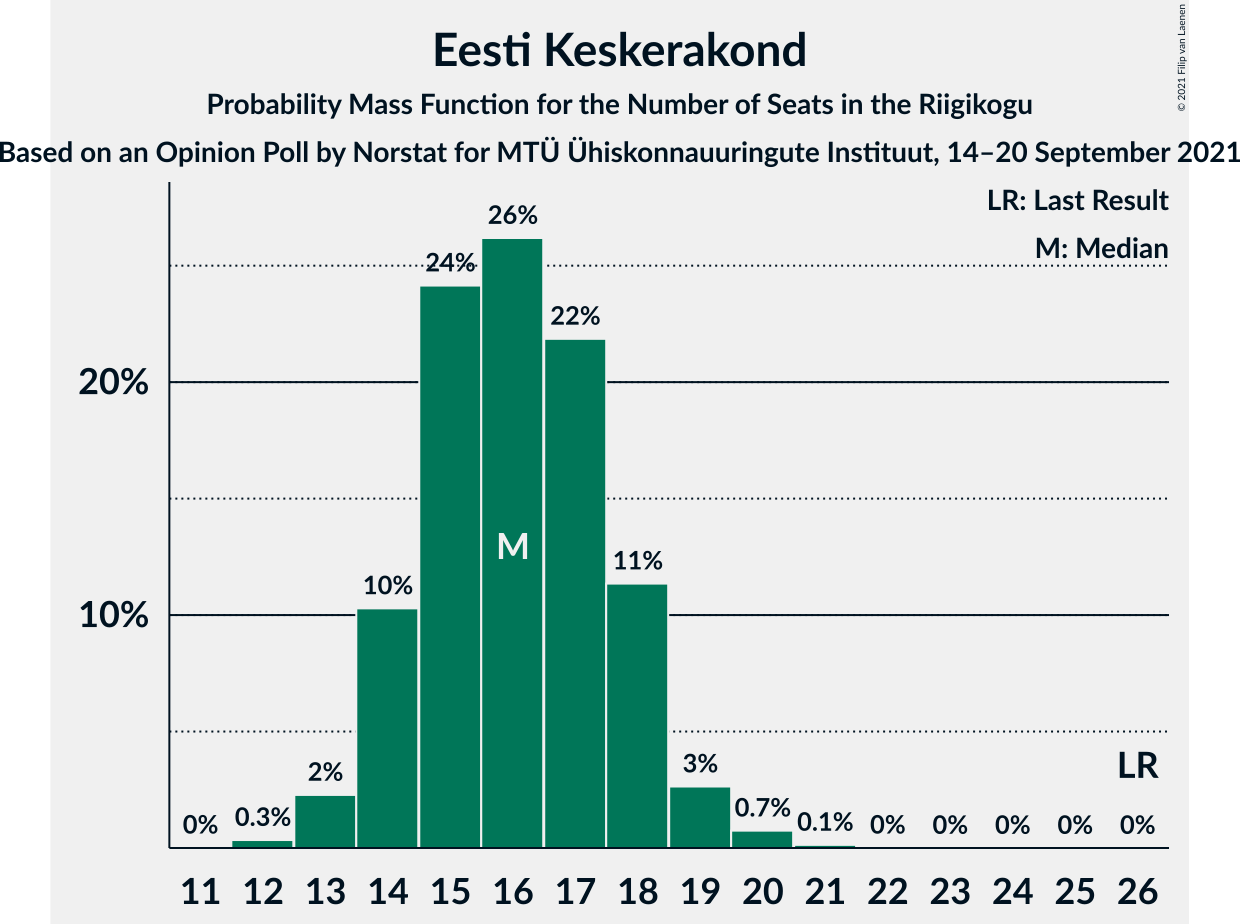 Eesti Keskerakond
Probability Mass Function for the Number of Seats in the Riigikogu
Based on an Opinion Poll by Norstat for MTÜ Ühiskonnauuringute Instituut, 14–20 September 2021
© 2021 Filip van Laenen
LR: Last Result
M: Median
26%
24%
22%
20%
M
11%
10%
10%
3%
2%
LR
0% 0.3% 0.7% 0.1% 0% 0% 0% 0% 0%
11 12 13 14 15 16 17 18 19 20 21 22 23 24 25 26